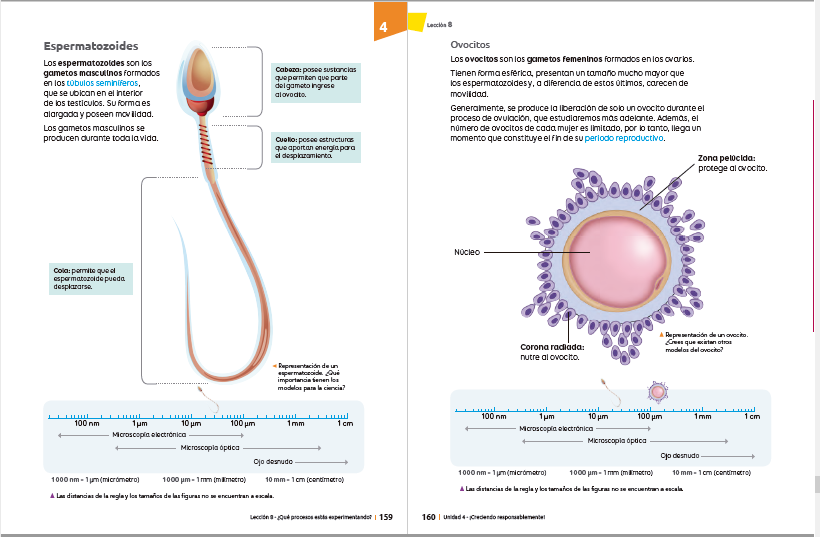 4
Espermatozoides
Los espermatozoides son los
gametos masculinos formados
en los túbulos seminíferos,
que se ubican en el interior
de los testículos. Su forma es
alargada y poseen movilidad.
Los gametos masculinos se
producen durante toda la vida.
Cabeza: posee sustancias
que permiten que parte
del gameto ingrese
al ovocito.
Cuello: posee estructuras
que aportan energía para
el desplazamiento.
Cola: permite que el
espermatozoide pueda
desplazarse.
Representación de un
espermatozoide. ¿Qué
importancia tienen los
modelos para la ciencia?
100 nm 1 µm 10 µm 100 µm 1 mm 1 cm
Microscopía electrónica
Microscopía óptica
Ojo desnudo
1 000 nm = 1 µm (micrómetro) 1 000 µm = 1 mm (milímetro) 10 mm = 1 cm (centímetro)
Las distancias de la regla y los tamaños de las figuras no se encuentran a escala.
Lección 8 - ¿Qué procesos están experimentando? | 159
Lección 8
Ovocitos
Los ovocitos son los gametos femeninos formados en los ovarios.
Tienen forma esférica, presentan un tamaño mucho mayor que
los espermatozoides y, a diferencia de estos últimos, carecen de
movilidad.
Generalmente, se produce la liberación de solo un ovocito durante el
proceso de ovulación, que estudiaremos más adelante. Además, el
número de ovocitos de cada mujer es limitado, por lo tanto, llega un
momento que constituye el fin de su período reproductivo.
Zona pelúcida:
protege al ovocito.
Núcleo
Corona radiada:
nutre al ovocito.
Representación de un ovocito.
¿Crees que existan otros
modelos del ovocito?
100 nm 1 µm 10 µm 100 µm 1 mm 1 cm
Microscopía electrónica
Microscopía óptica
Ojo desnudo
1 000 nm = 1 µm (micrómetro) 1 000 µm = 1 mm (milímetro) 10 mm = 1 cm (centímetro)
Las distancias de la regla y los tamaños de las figuras no se encuentran a escala.
160 | Unidad 4 - ¡Creciendo responsablemente!